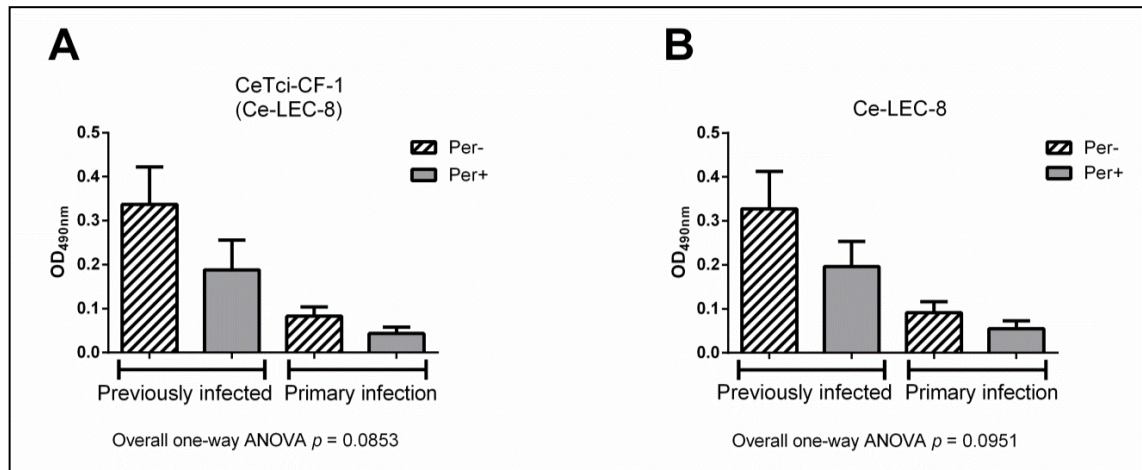 A
CeTci-CF-1
(Ce-LEC-8)
Per-
Per+
0.5
0.4
0.3
0.2
0.1
0.0
OD490nm
Previously infected
Primary infection
Overall one-way ANOVA p = 0.0853
B
Ce-LEC-8
Per-
Per+
0.5
0.4
0.3
0.2
0.1
0.0
OD490nm
Previously infected
Primary infection
Overall one-way ANOVA p = 0.0951